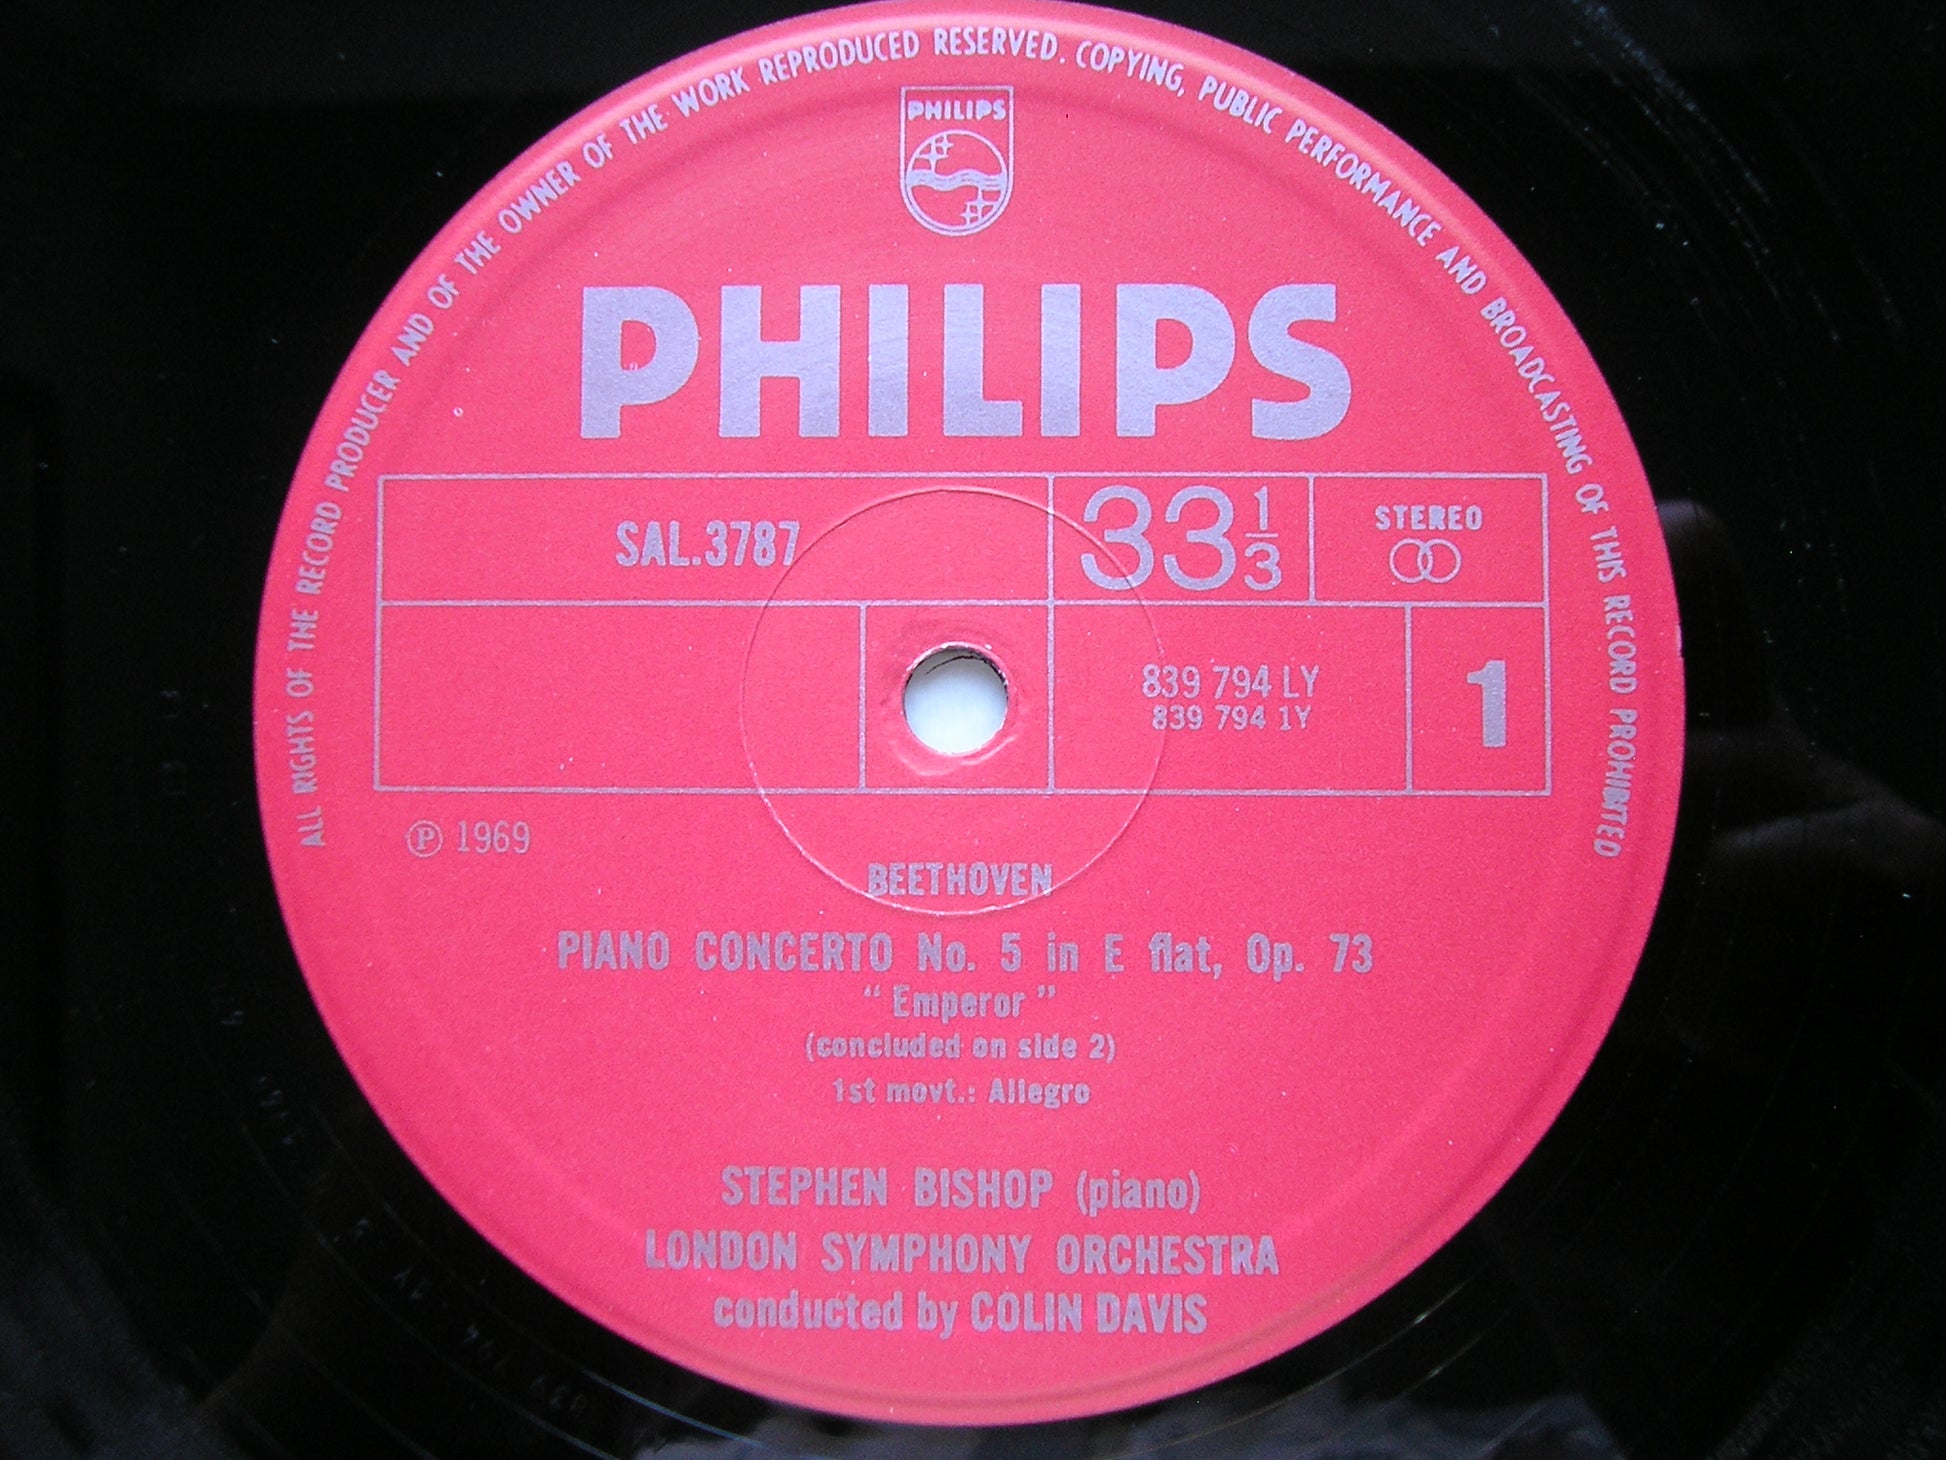 ALL RIGHTS OF THE RECORD PRODUCER AND OF THE OWNER OF THE WORK REPRODUCED RESERVED. COPYING, PUBLIC PERFORMANCE AND BROADCASTING OF THIS RECORD PROHIBITED
PHILIPS
PHILIPS
SAL.3787
33 1/3
STEREO
839 794 LY
839 794 1Y
1
℗ 1969
BEETHOVEN
PIANO CONCERTO No. 5 in E flat, Op. 73
“Emperor”
(concluded on side 2)
1st movt.: Allegro
STEPHEN BISHOP (piano)
LONDON SYMPHONY ORCHESTRA
conducted by COLIN DAVIS